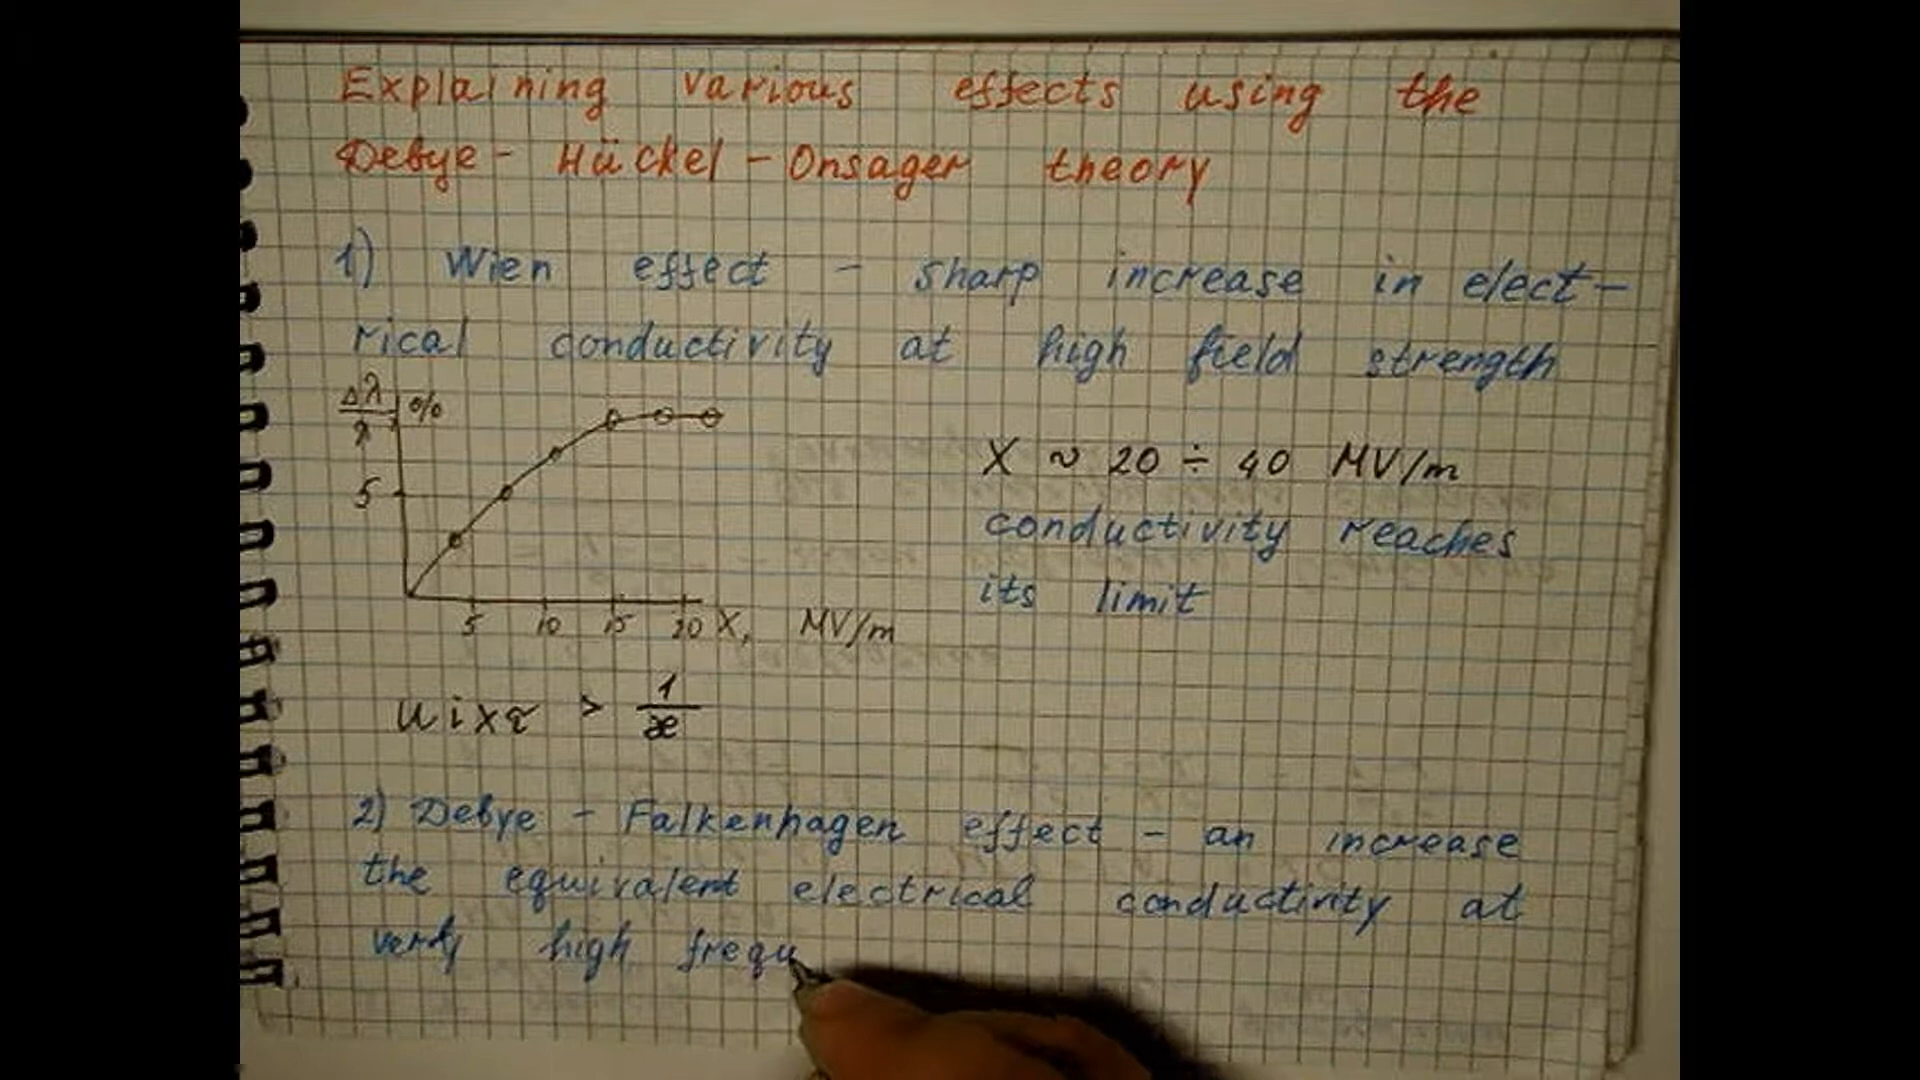 Explaining various effects using the
Debye - Hückel - Onsager theory
1) Wien effect - sharp increase in elect-
rical conductivity at high field strength
Δλ/λ %
5
5 10 15 20 X, MV/m
X ~ 20 ÷ 40 MV/m
conductivity reaches
its limit
u i x τ > 1/æ
2) Debye - Falkenhagen effect - an increase
the equivalent electrical conductivity at
very high frequ